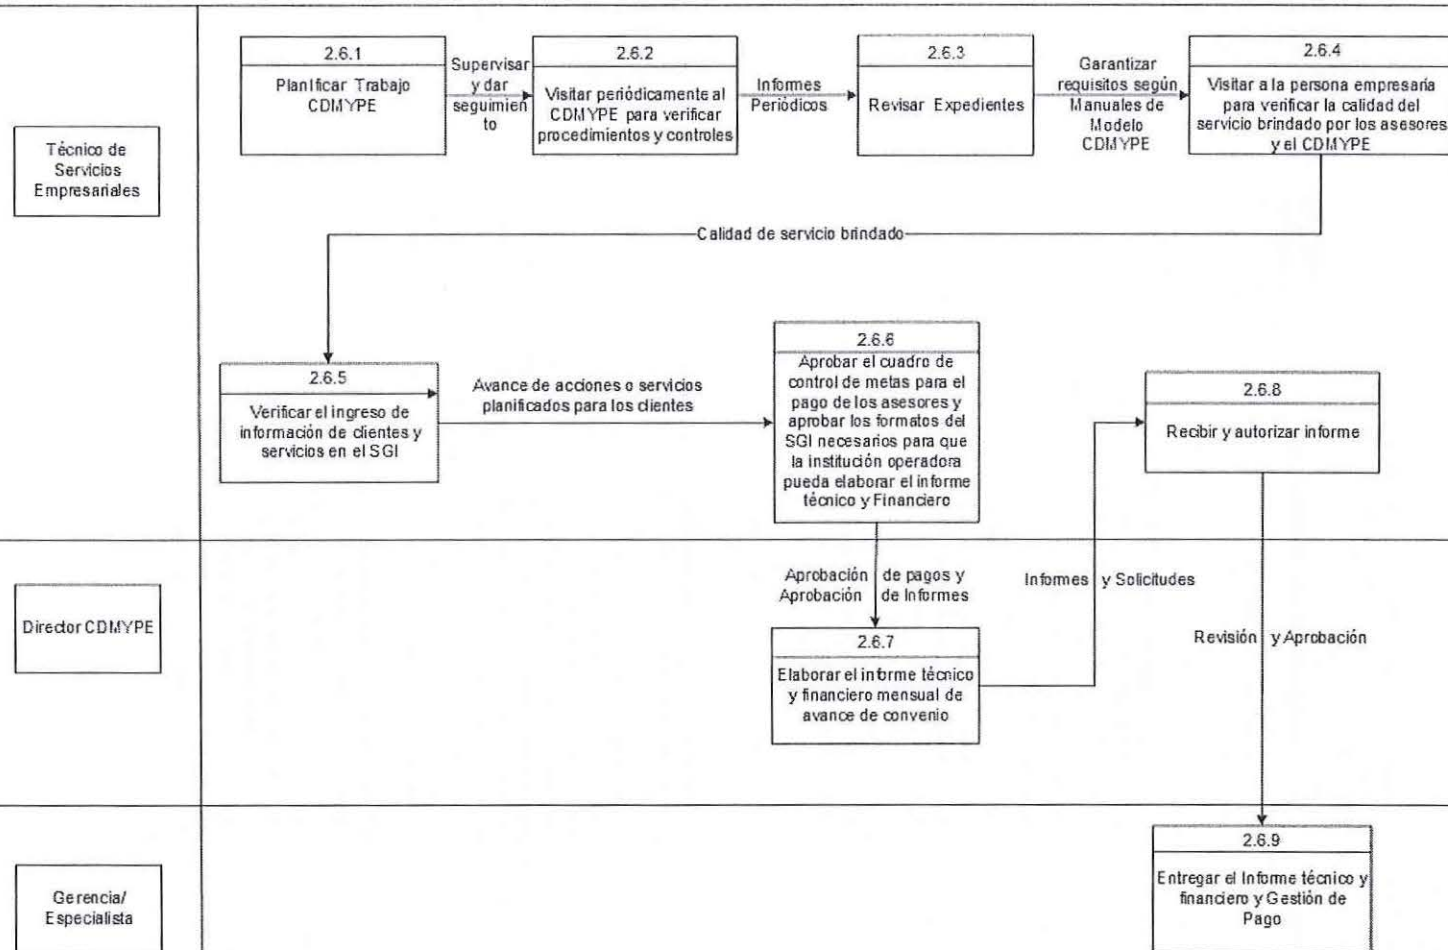 Técnico de
Servicios
Empresariales
2.6.1
Planificar Trabajo
CDMYPE
Supervisar
y dar
seguimien
to
2.6.2
Visitar periódicamente al
CDMYPE para verificar
procedimientos y controles
Informes
Periódicos
2.6.3
Revisar Expedientes
Garantizar
requisitos según
Manuales de
Modelo
CDMYPE
2.6.4
Visitar a la persona empresaria
para verificar la calidad del
servicio brindado por los asesores
y el CDMYPE
Calidad de servicio brindado
2.6.5
Verificar el ingreso de
información de clientes y
servicios en el SGI
Avance de acciones o servicios
planificados para los clientes
2.6.6
Aprobar el cuadro de
control de metas para el
pago de los asesores y
aprobar los formatos del
SGI necesarios para que
la institución operadora
pueda elaborar el informe
técnico y Financiero
2.6.8
Recibir y autorizar informe
Director CDMYPE
Aprobación de pagos y
Aprobación de Informes
Informes y Solicitudes
2.6.7
Elaborar el informe técnico
y financiero mensual de
avance de convenio
Revisión y Aprobación
Gerencia/
Especialista
2.6.9
Entregar el Informe técnico y
financiero y Gestión de
Pago